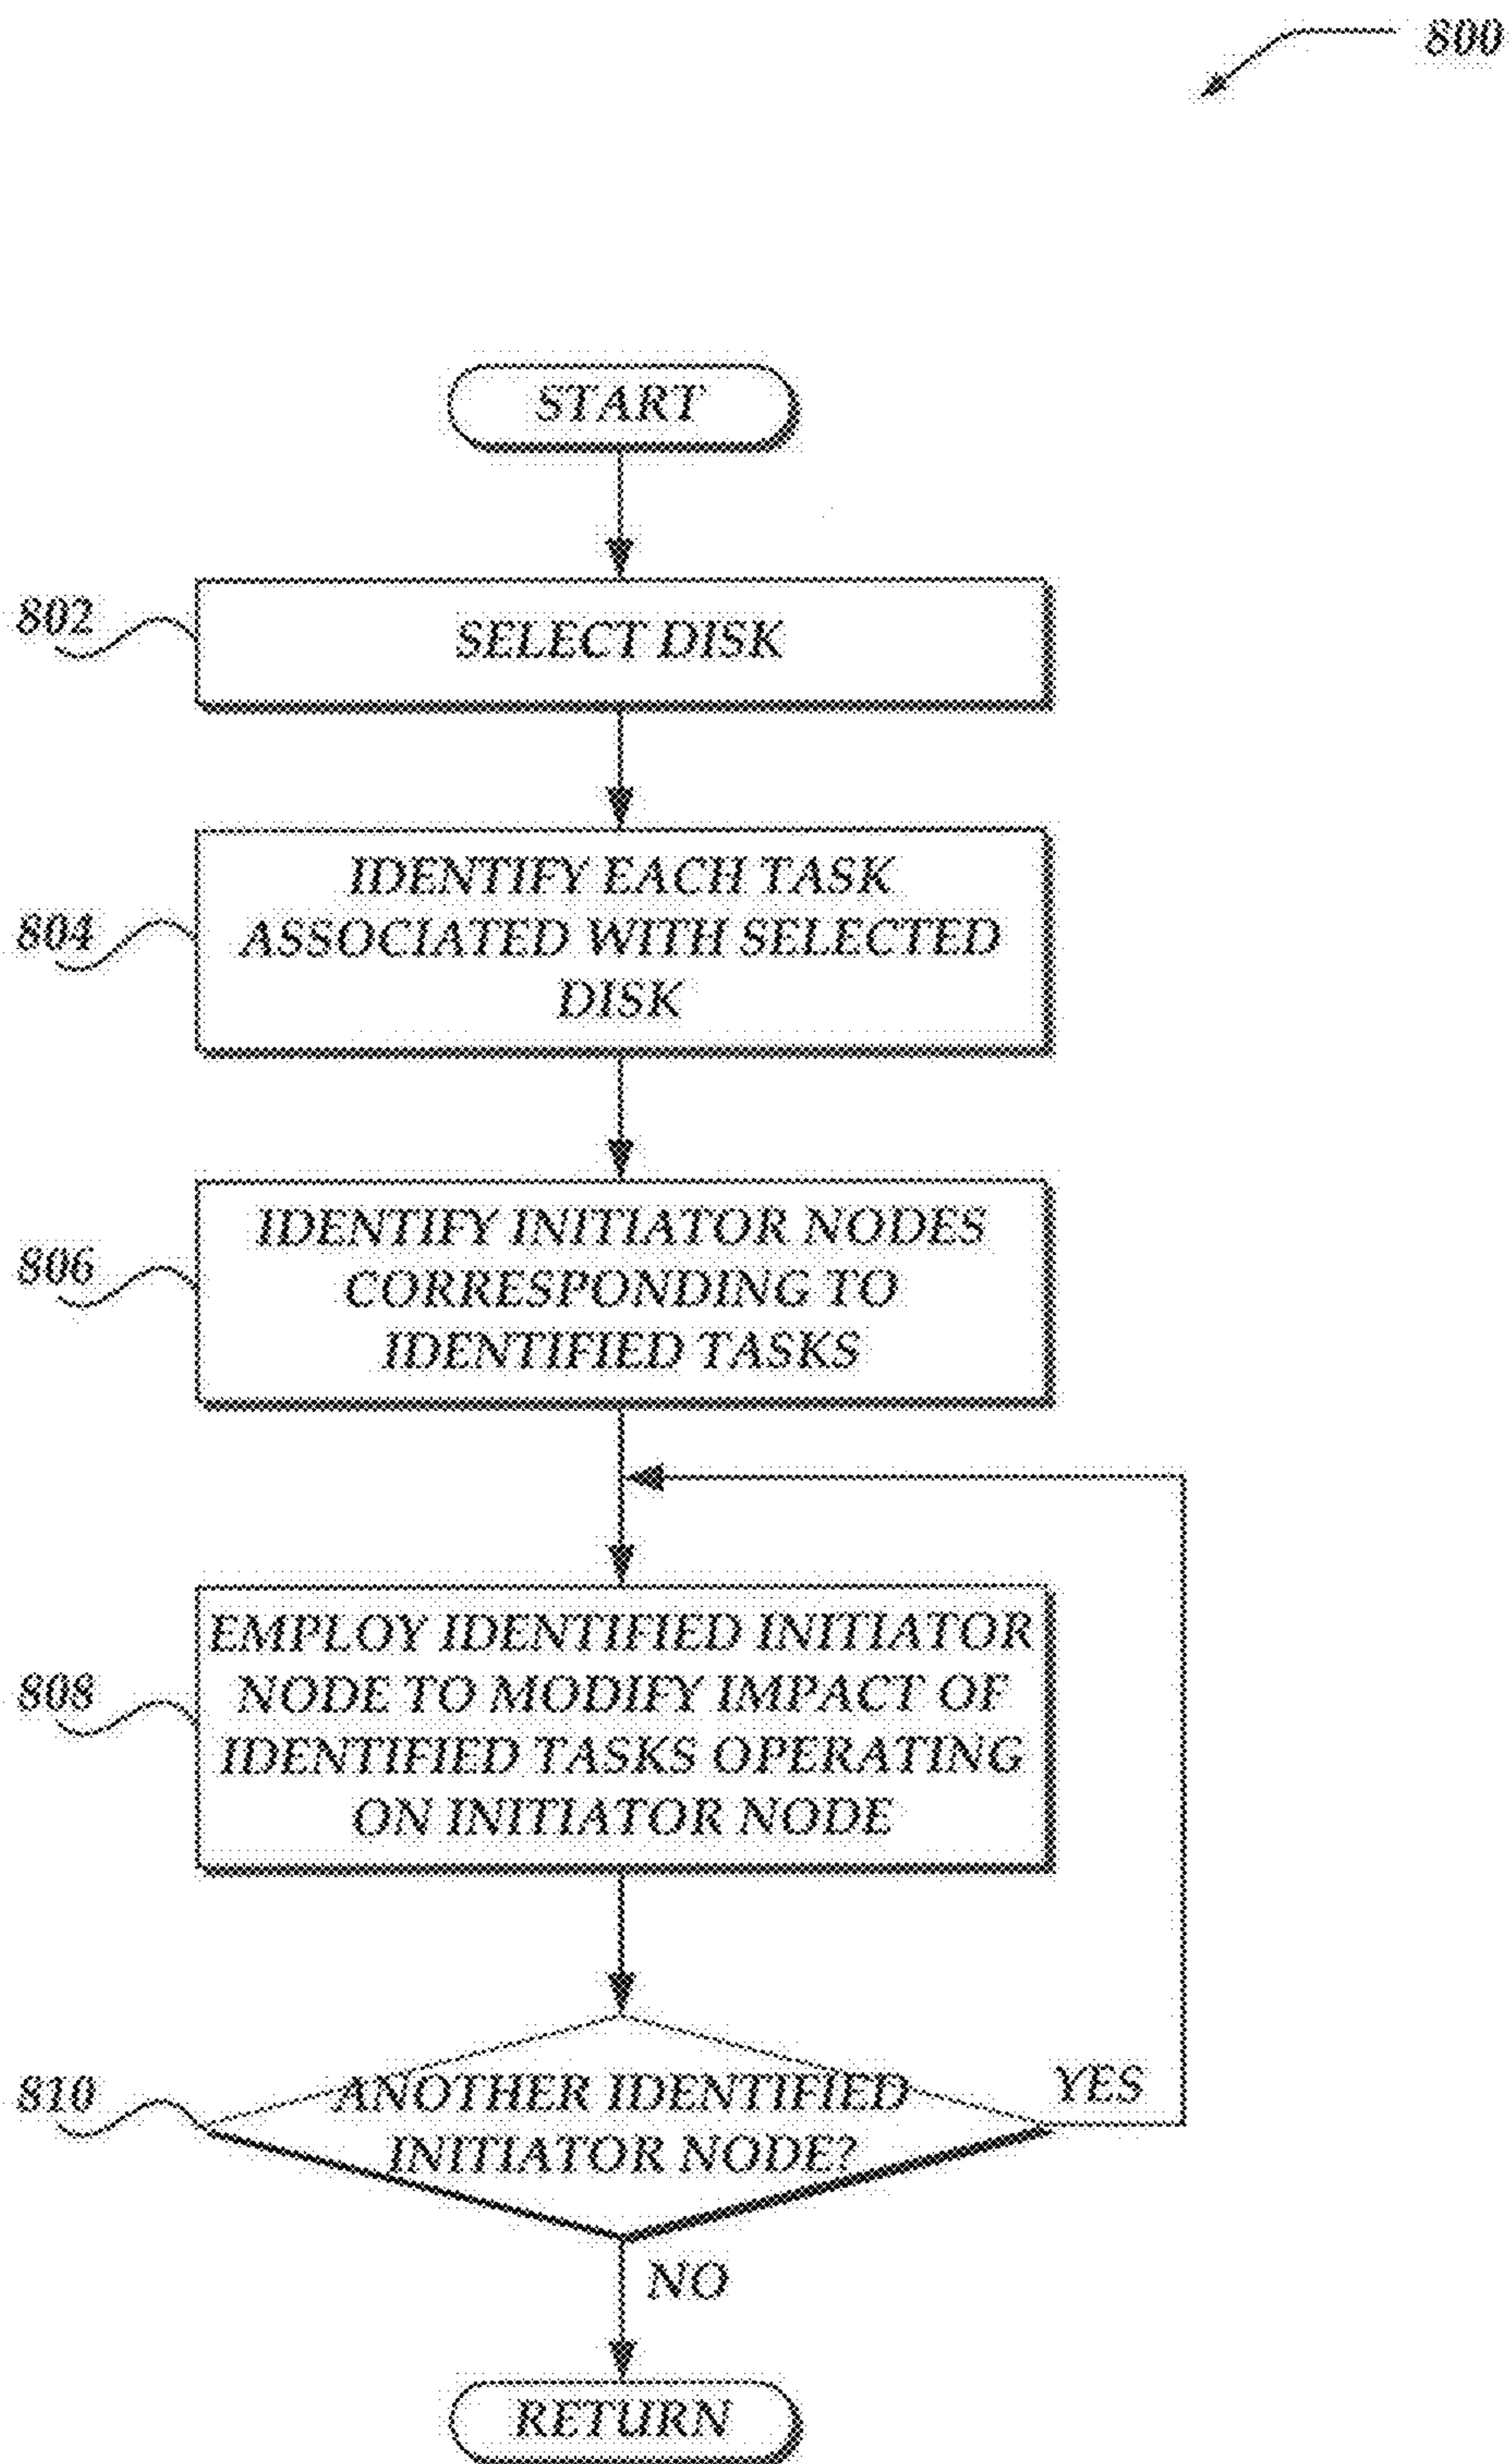 800
START
802
SELECT DISK
IDENTIFY EACH TASK
804
ASSOCIATED WITH SELECTED
DISK
IDENTIFY INITIATOR NODES
806
CORRESPONDING TO
IDENTIFIED TASKS
EMPLOY IDENTIFIED INITIATOR
808
NODE TO MODIFY IMPACT OF
IDENTIFIED TASKS OPERATING
ON INITIATOR NODE
810
ANOTHER IDENTIFIED
INITIATOR NODE?
YES
NO
RETURN